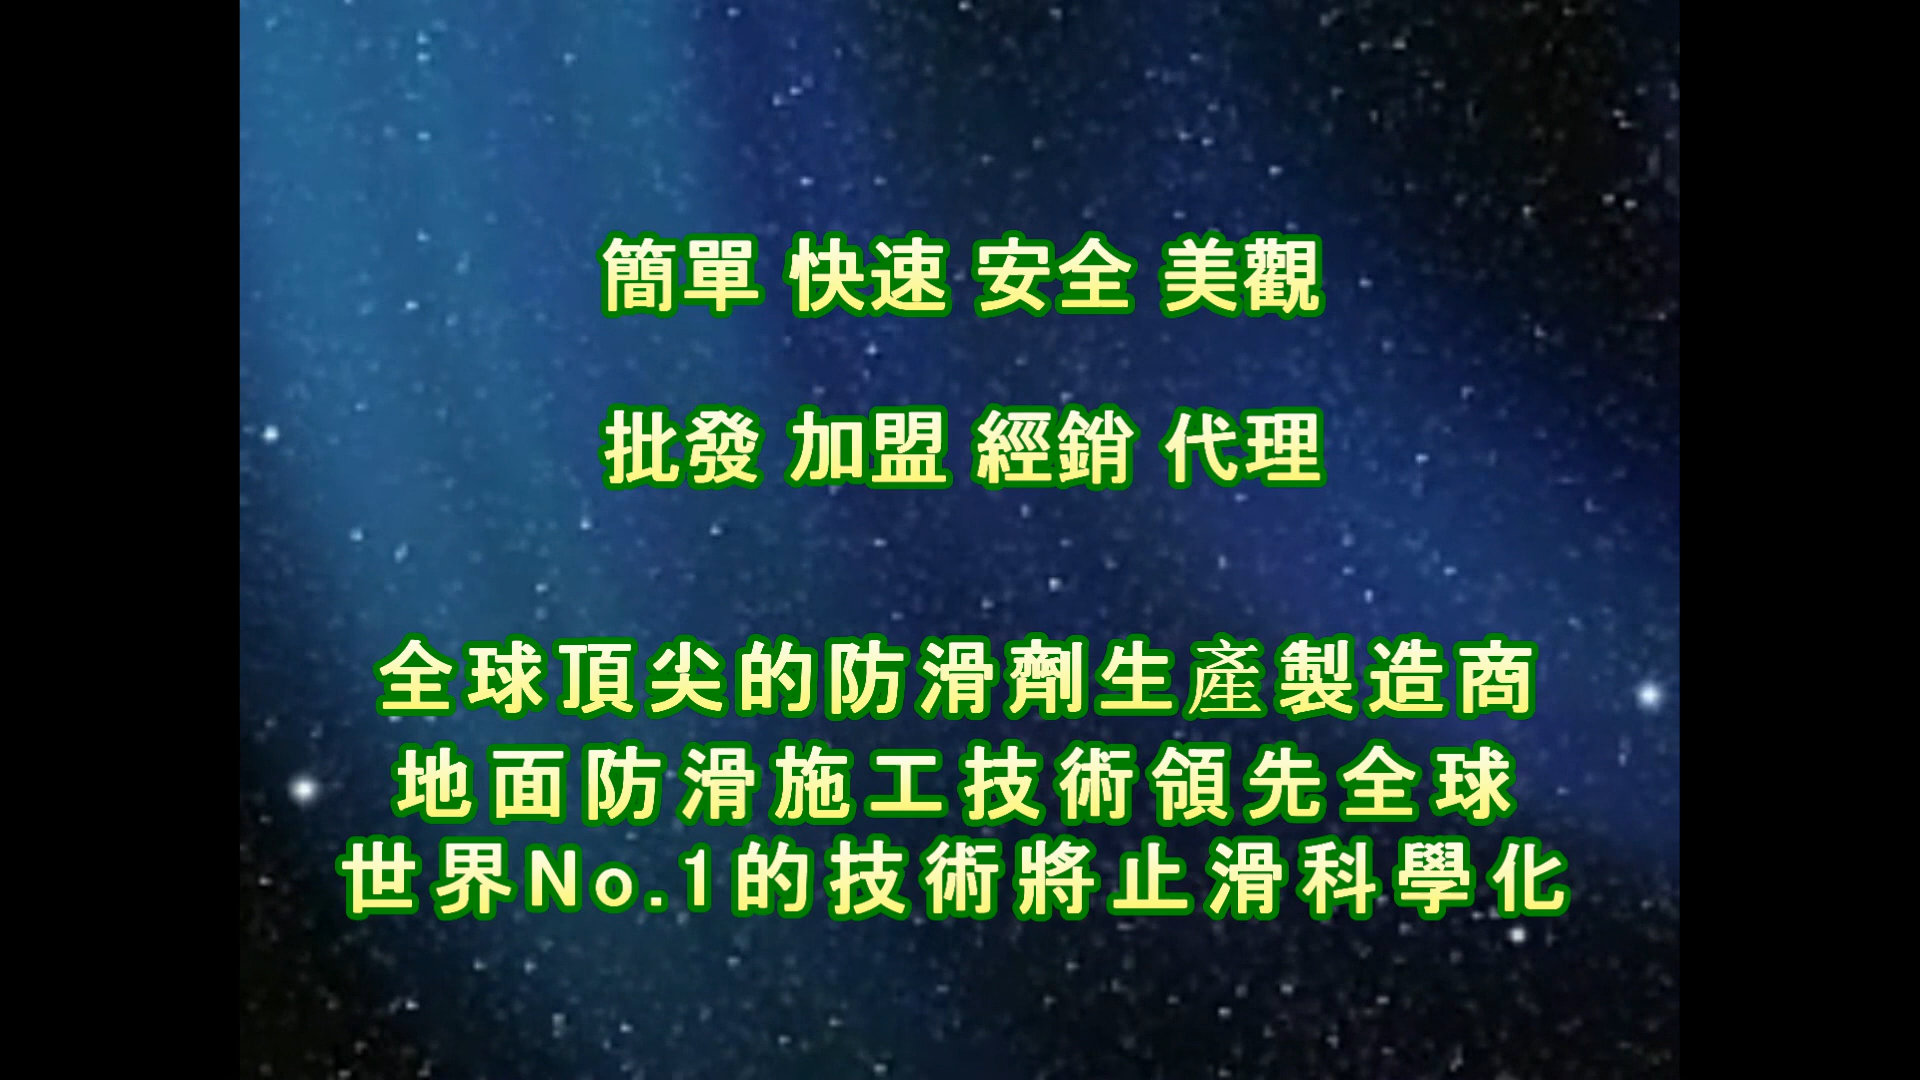 簡單 快速 安全 美觀
批發 加盟 經銷 代理
全球頂尖的防滑劑生產製造商
地面防滑施工技術領先全球
世界No.1的技術將止滑科學化